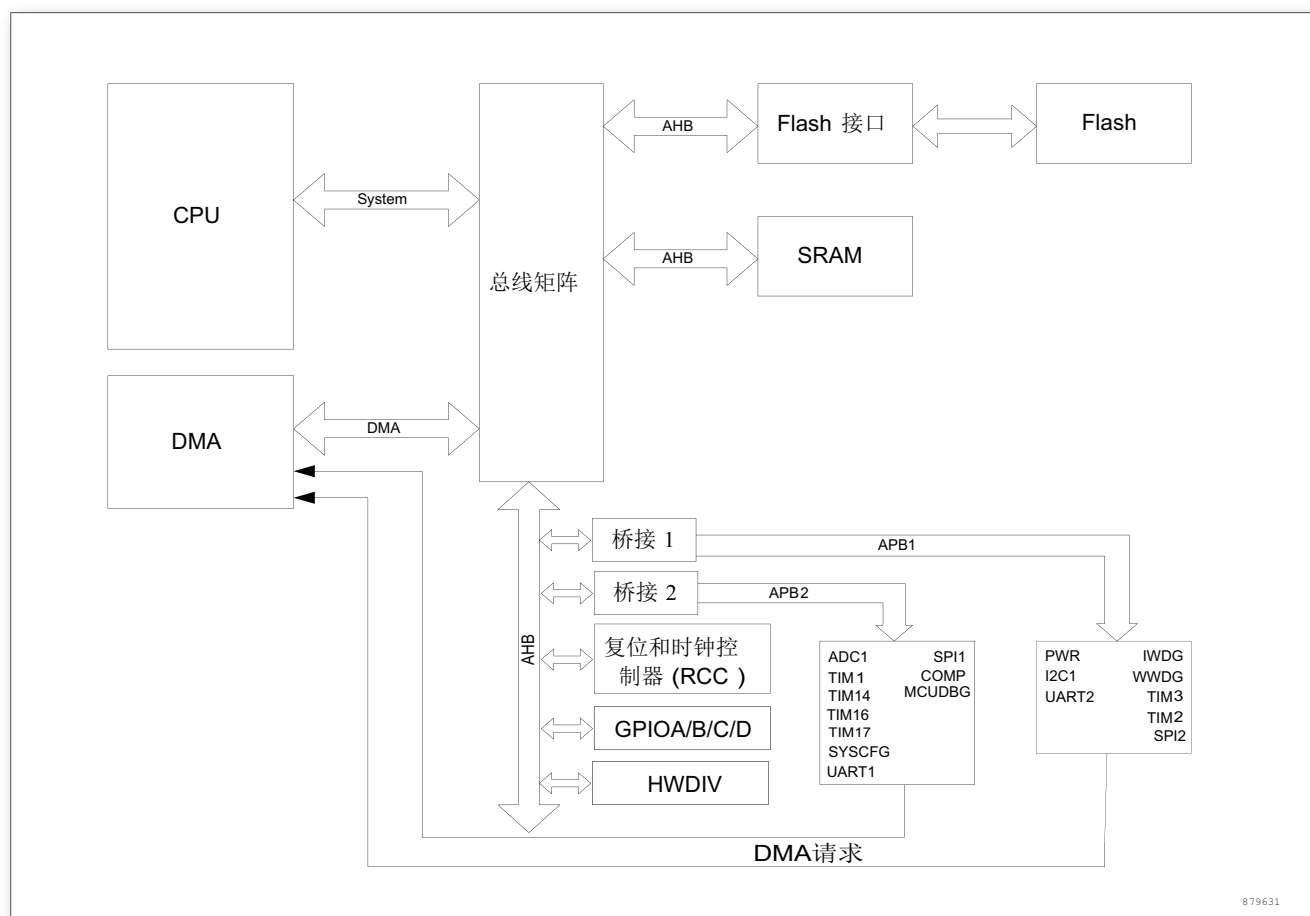 CPU
System
总线矩阵
AHB
Flash 接口
Flash
AHB
SRAM
DMA
DMA
AHB
桥接 1
APB1
桥接 2
APB2
复位和时钟控
制器 (RCC )
GPIOA/B/C/D
HWDIV
ADC1
TIM1
TIM14
TIM16
TIM17
SYSCFG
UART1
SPI1
COMP
MCUDBG
PWR
I2C1
UART2
IWDG
WWDG
TIM3
TIM2
SPI2
DMA请求
879631